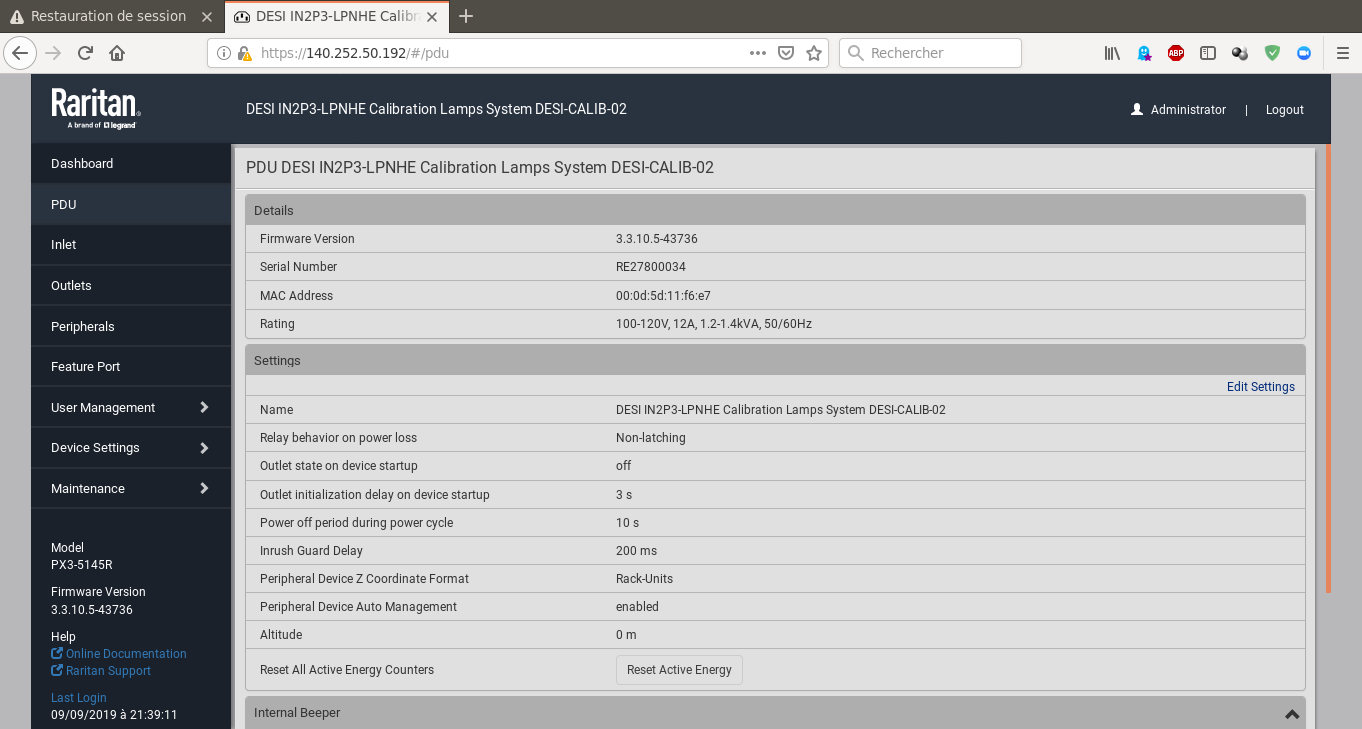 Restauration de session
DESI IN2P3-LPNHE Calibr
https://140.252.50.192/#/pdu
Rechercher
ABP
Raritan
A brand of legrand
DESI IN2P3-LPNHE Calibration Lamps System DESI-CALIB-02
Administrator | Logout
Dashboard
PDU
Inlet
Outlets
Peripherals
Feature Port
User Management
Device Settings
Maintenance
Model
PX3-5145R
Firmware Version
3.3.10.5-43736
Help
Online Documentation
Raritan Support
Last Login
09/09/2019 à 21:39:11
PDU DESI IN2P3-LPNHE Calibration Lamps System DESI-CALIB-02
Details
Firmware Version 3.3.10.5-43736
Serial Number RE27800034
MAC Address 00:0d:5d:11:f6:e7
Rating 100-120V, 12A, 1.2-1.4kVA, 50/60Hz
Settings
Edit Settings
Name DESI IN2P3-LPNHE Calibration Lamps System DESI-CALIB-02
Relay behavior on power loss Non-latching
Outlet state on device startup off
Outlet initialization delay on device startup 3 s
Power off period during power cycle 10 s
Inrush Guard Delay 200 ms
Peripheral Device Z Coordinate Format Rack-Units
Peripheral Device Auto Management enabled
Altitude 0 m
Reset All Active Energy Counters Reset Active Energy
Internal Beeper